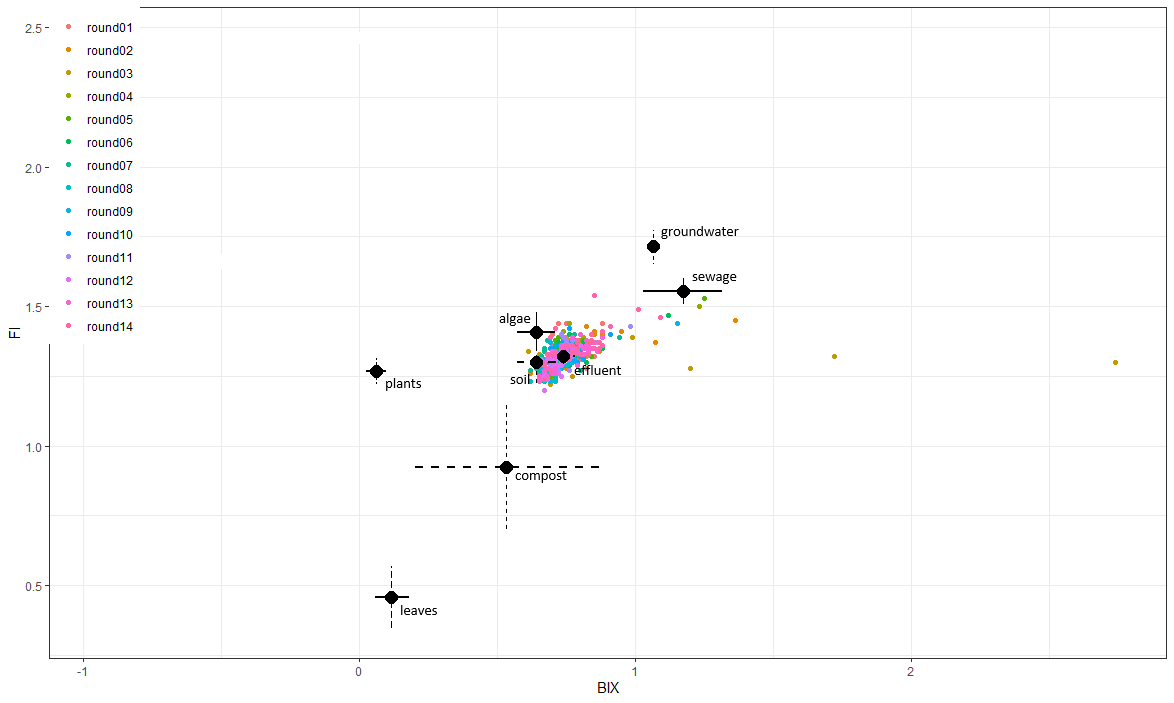 2.5
2.0
1.5
1.0
0.5
FI
round01
round02
round03
round04
round05
round06
round07
round08
round09
round10
round11
round12
round13
round14
groundwater
sewage
algae
soil
effluent
plants
compost
leaves
-1
0
1
2
BIX